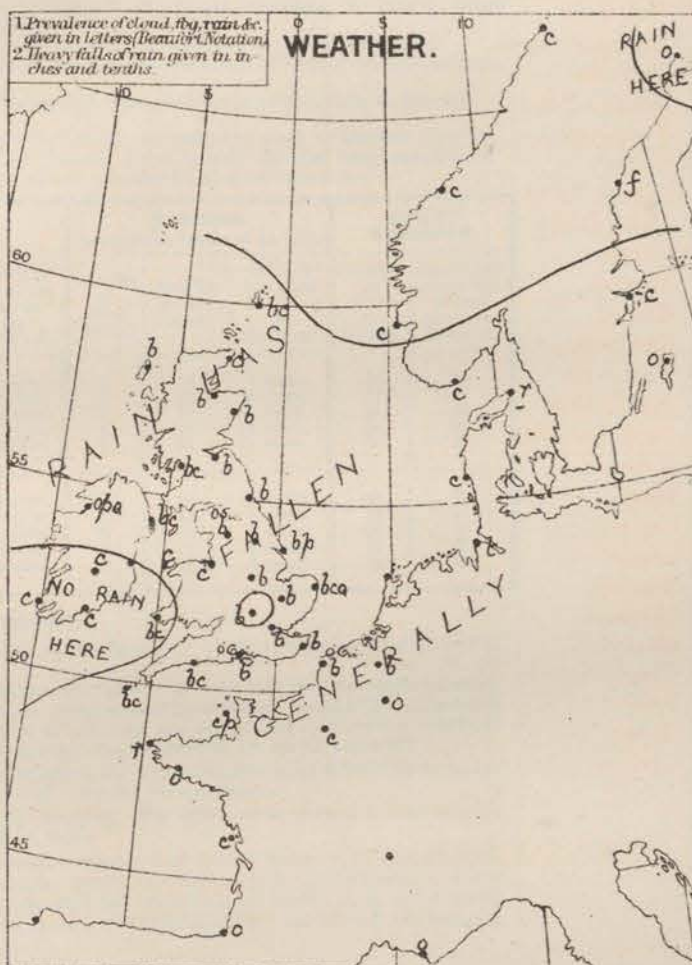 1. Prevalence of cloud, fog, rain &c.
given in letters (Beaufort Notation)
2. Heavy falls of rain given in in-
ches and tenths.
WEATHER.
RAIN
HERE
o
c
10
5
0
5
10
c
f
60
bc
c
c
b
c
o
b
b
c
r
RAIN HAS FALLEN GENERALLY
55
bc
b
b
c
opa
bc
b
b
bp
c
c
c
c
b
b
bca
c
NO RAIN
HERE
c
b
bc
b
b
50
bc
b
b
b
bc
o
cp
c
r
o
45
c
o